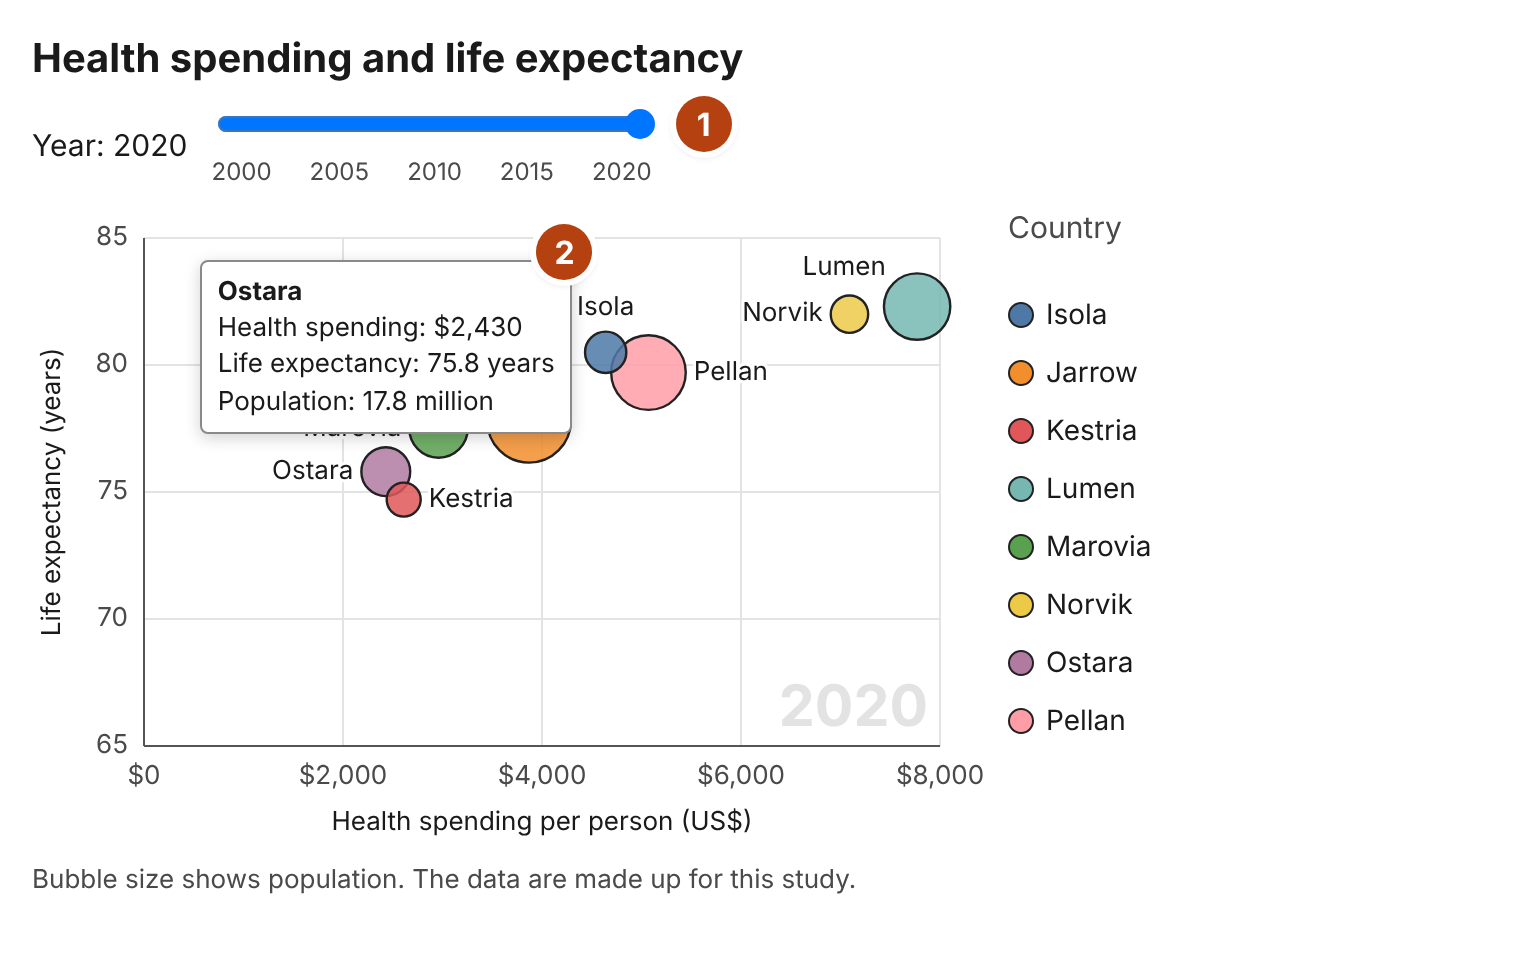 Health spending and life expectancy
1
Year: 2020
2000 2005 2010 2015 2020
Country
85
2
Lumen
Ostara
Health spending: $2,430
Life expectancy: 75.8 years
Population: 17.8 million
Isola
Norvik
Isola
80
Pellan
Jarrow
Kestria
Ostara
75
Kestria
Lumen
Marovia
Life expectancy (years)
70
Norvik
Ostara
2020
Pellan
65
$0 $2,000 $4,000 $6,000 $8,000
Health spending per person (US$)
Bubble size shows population. The data are made up for this study.